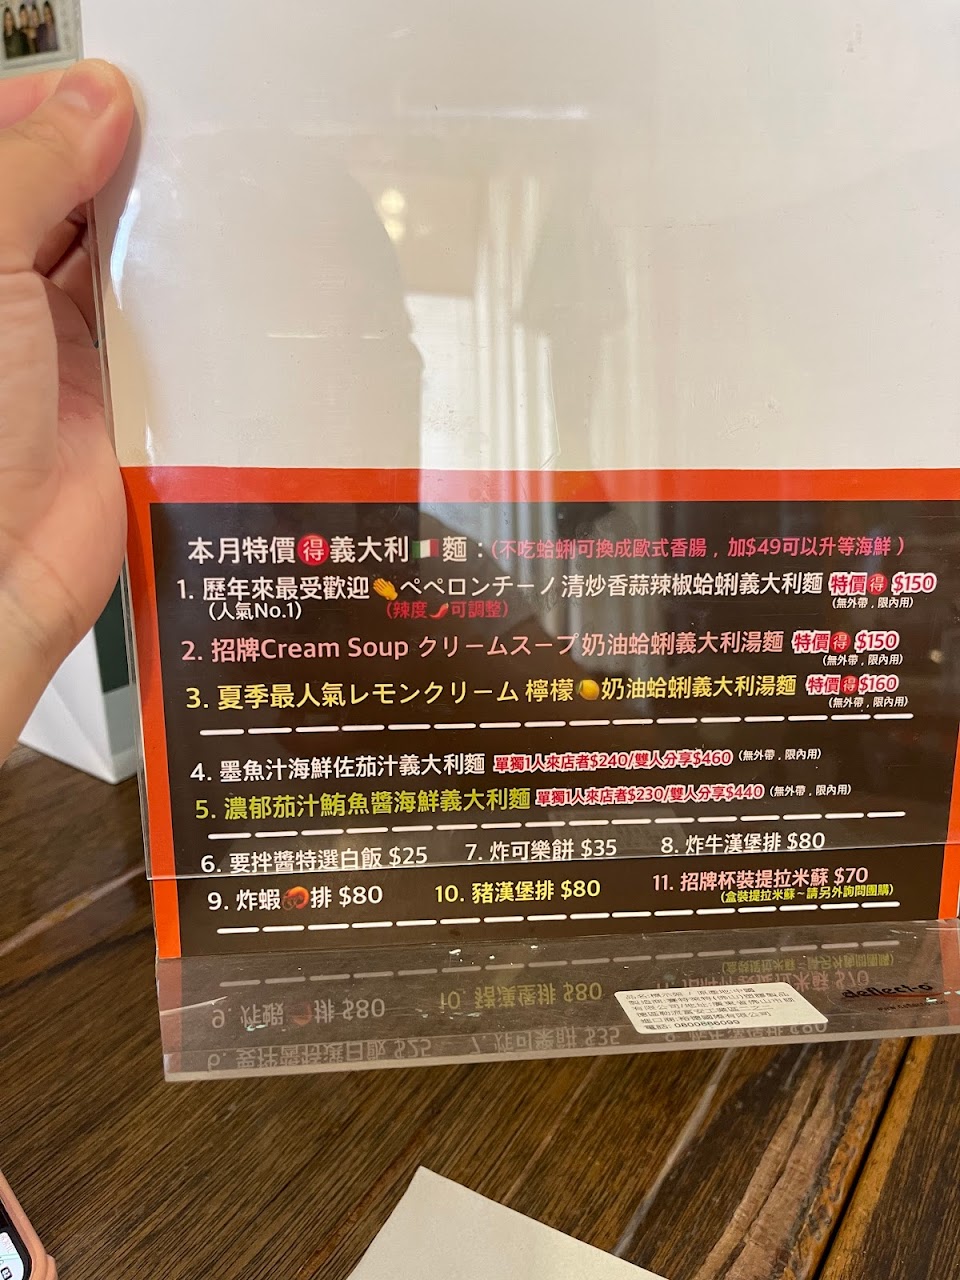 本月特價得義大利🇮🇹麵：(不吃蛤蜊可換成歐式香腸，加$49可以升等海鮮)
1. 歷年來最受歡迎👏ペペロンチーノ 清炒香蒜辣椒蛤蜊義大利麵 特價得 $150
(人氣No.1) (辣度🌶️可調整) (無外帶，限內用)
2. 招牌Cream Soup クリームスープ 奶油蛤蜊義大利湯麵 特價得 $150
(無外帶，限內用)
3. 夏季最人氣レモンクリーム 檸檬🍋奶油蛤蜊義大利湯麵 特價得$160
(無外帶，限內用)
4. 墨魚汁海鮮佐茄汁義大利麵 單獨1人來店者$240/雙人分享$460 (無外帶，限內用)
5. 濃郁茄汁鮪魚醬海鮮義大利麵 單獨1人來店者$230/雙人分享$440 (無外帶，限內用)
6. 要拌醬特選白飯 $25 7. 炸可樂餅 $35 8. 炸牛漢堡排 $80
9. 炸蝦🦐排 $80 10. 豬漢堡排 $80 11. 招牌杯裝提拉米蘇 $70
(盒裝提拉米蘇~請另外詢問團購)
deflecto
電話: 0800866099